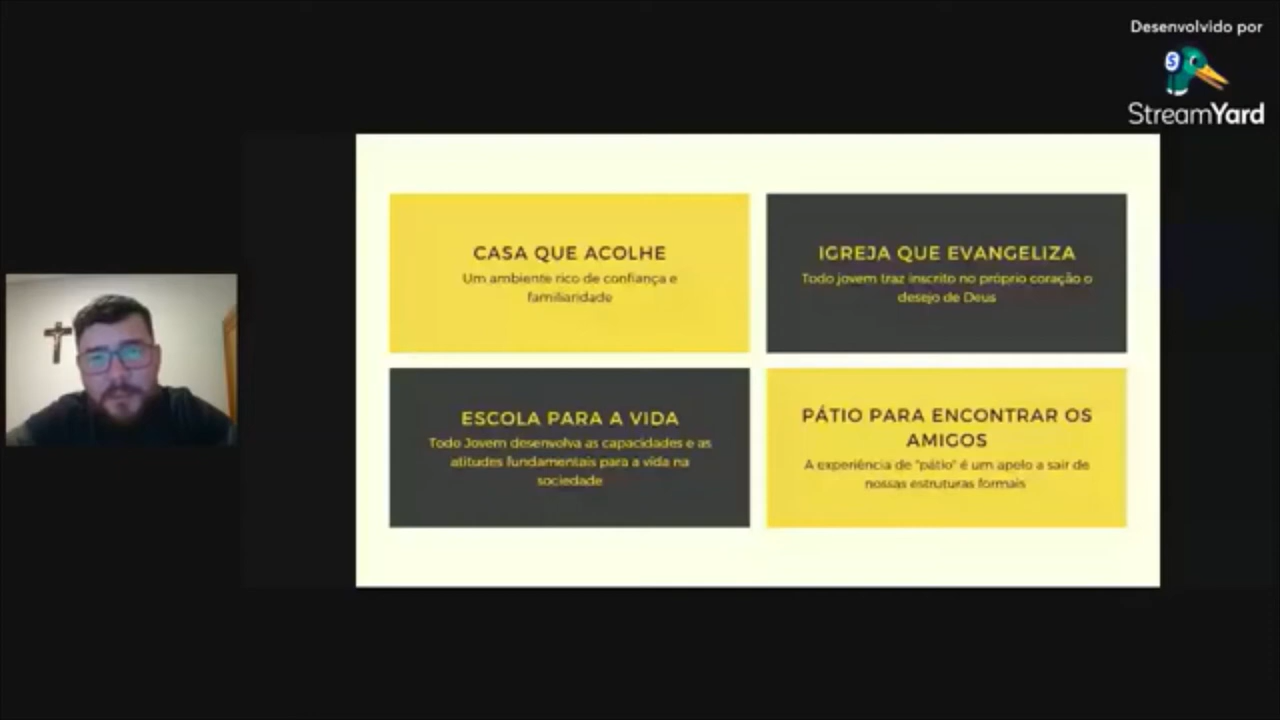 Desenvolvido por
StreamYard
CASA QUE ACOLHE
Um ambiente rico de confiança e
familiaridade
IGREJA QUE EVANGELIZA
Todo jovem traz inscrito no próprio coração o
desejo de Deus
ESCOLA PARA A VIDA
Todo Jovem desenvolva as capacidades e as
atitudes fundamentais para a vida na
sociedade
PÁTIO PARA ENCONTRAR OS
AMIGOS
A experiência de "pátio" é um apelo a sair de
nossas estruturas formais